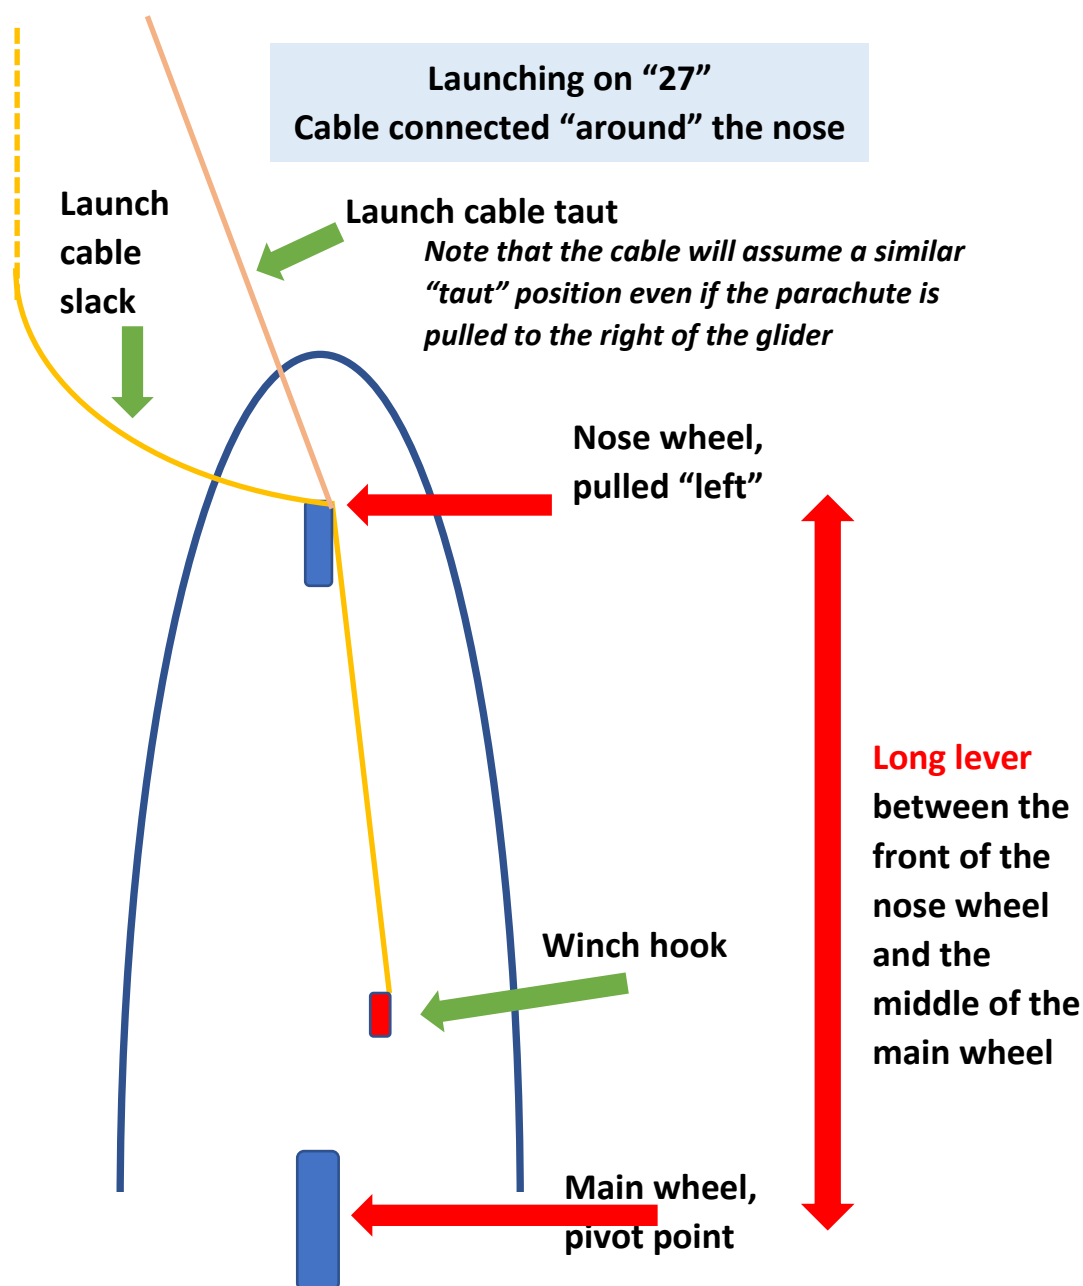 Launching on “27”
Cable connected “around” the nose
Launch
cable
slack
Launch cable taut
Note that the cable will assume a similar
“taut” position even if the parachute is
pulled to the right of the glider
Nose wheel,
pulled “left”
Long lever
between the
front of the
nose wheel
and the
middle of the
main wheel
Winch hook
Main wheel,
pivot point